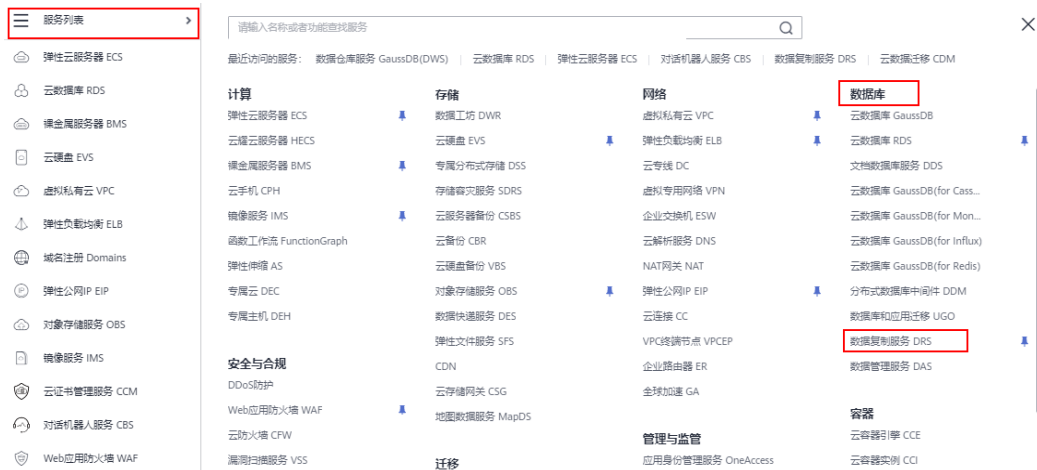 服务列表
弹性云服务器 ECS
云数据库 RDS
裸金属服务器 BMS
云硬盘 EVS
虚拟私有云 VPC
弹性负载均衡 ELB
域名注册 Domains
弹性公网IP EIP
对象存储服务 OBS
镜像服务 IMS
云证书管理服务 CCM
对话机器人服务 CBS
Web应用防火墙 WAF
请输入名称或者功能查找服务
最近访问的服务： 数据仓库服务 GaussDB(DWS) 云数据库 RDS 弹性云服务器 ECS 对话机器人服务 CBS 数据复制服务 DRS 云数据迁移 CDM
计算
弹性云服务器 ECS
云耀云服务器 HECS
裸金属服务器 BMS
云手机 CPH
镜像服务 IMS
函数工作流 FunctionGraph
弹性伸缩 AS
专属云 DEC
专属主机 DEH
安全与合规
DDoS防护
Web应用防火墙 WAF
云防火墙 CFW
漏洞扫描服务 VSS
存储
数据工坊 DWR
云硬盘 EVS
专属分布式存储 DSS
存储容灾服务 SDRS
云服务器备份 CSBS
云备份 CBR
云硬盘备份 VBS
对象存储服务 OBS
数据快递服务 DES
弹性文件服务 SFS
CDN
云存储网关 CSG
地图数据服务 MapDS
迁移
网络
虚拟私有云 VPC
弹性负载均衡 ELB
云专线 DC
虚拟专用网络 VPN
企业交换机 ESW
云解析服务 DNS
NAT网关 NAT
弹性公网IP EIP
云连接 CC
VPC终端节点 VPCEP
企业路由器 ER
全球加速 GA
管理与监管
应用身份管理服务 OneAccess
数据库
云数据库 GaussDB
云数据库 RDS
文档数据库服务 DDS
云数据库 GaussDB(for Cass...
云数据库 GaussDB(for Mon...
云数据库 GaussDB(for Influx)
云数据库 GaussDB(for Redis)
分布式数据库中间件 DDM
数据库和应用迁移 UGO
数据复制服务 DRS
数据管理服务 DAS
容器
云容器引擎 CCE
云容器实例 CCI